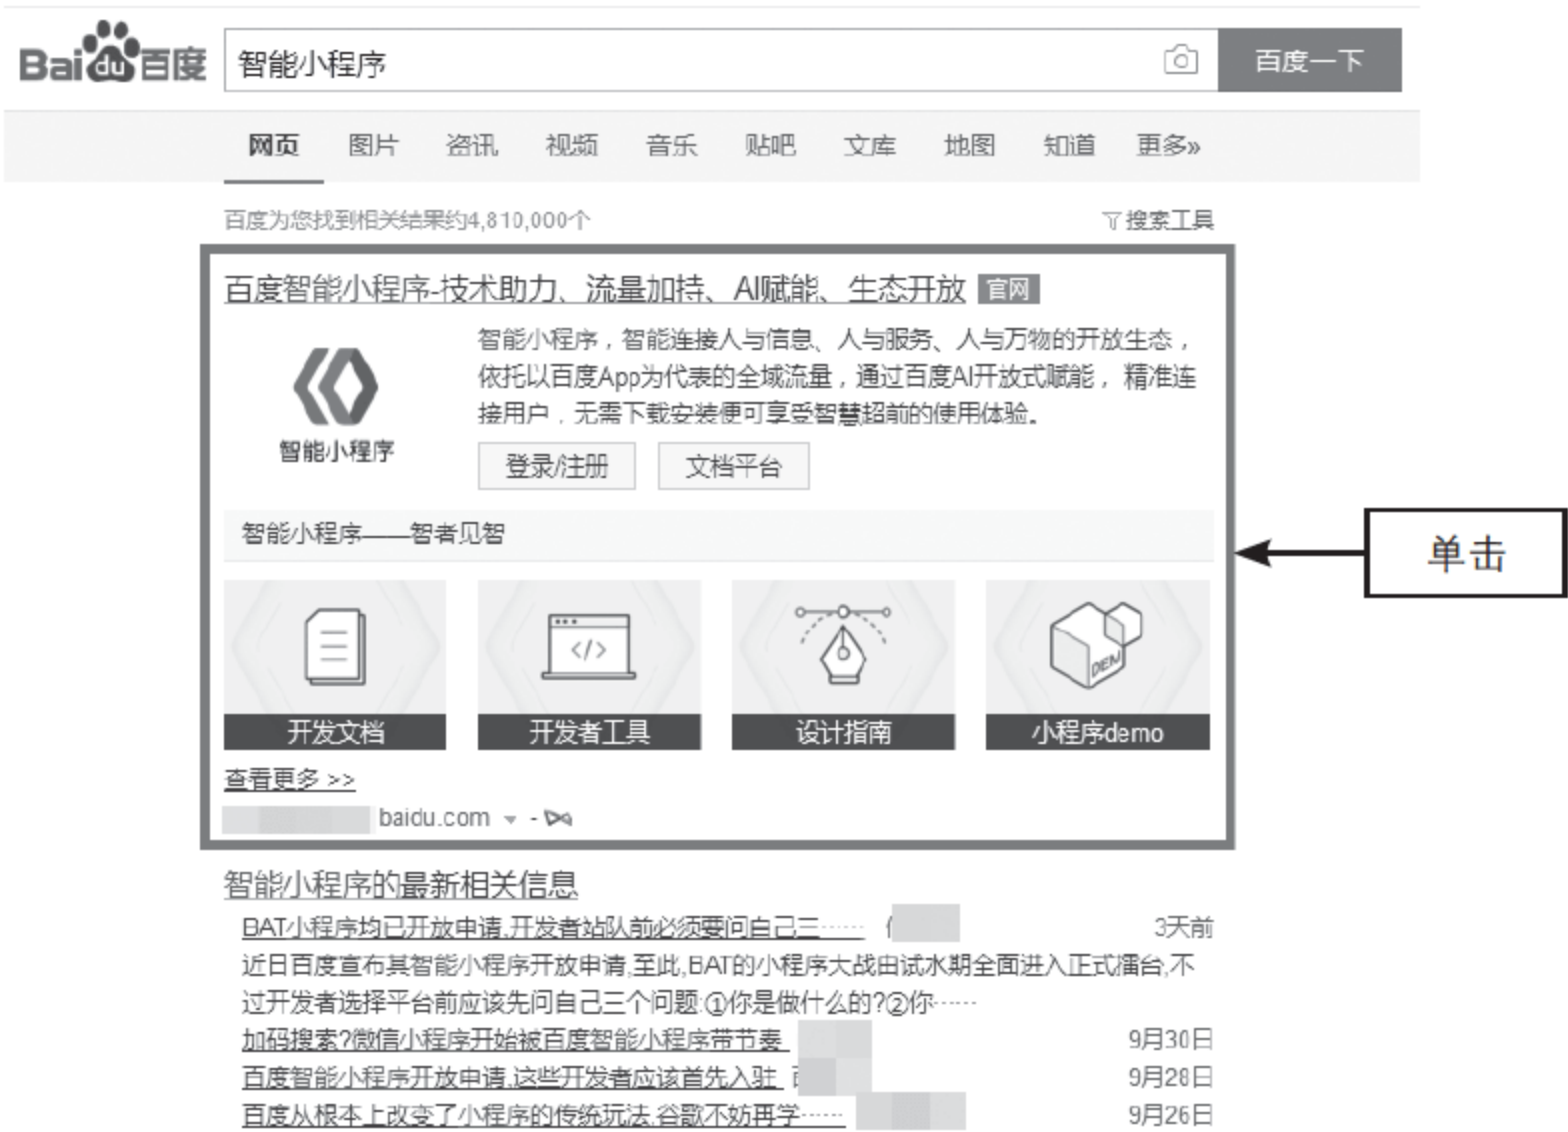 Bai du 百度
智能小程序
百度一下
网页 图片 资讯 视频 音乐 贴吧 文库 地图 知道 更多»
百度为您找到相关结果约4,810,000个
搜索工具
百度智能小程序-技术助力、流量加持、AI赋能、生态开放 官网
智能小程序，智能连接人与信息、人与服务、人与万物的开放生态，
依托以百度App为代表的全域流量，通过百度AI开放式赋能， 精准连
接用户，无需下载安装便可享受智慧超前的使用体验。
智能小程序
登录/注册 文档平台
智能小程序——智者见智
单击
</>
DEM
开发文档 开发者工具 设计指南 小程序demo
查看更多 >>
baidu.com
智能小程序的最新相关信息
BAT小程序均已开放申请,开发者站队前必须要问自己三…… 3天前
近日百度宣布其智能小程序开放申请,至此,BAT的小程序大战由试水期全面进入正式擂台,不
过开发者选择平台前应该先问自己三个问题:①你是做什么的?②你……
加码搜索?微信小程序开始被百度智能小程序带节奏 9月30日
百度智能小程序开放申请,这些开发者应该首先入驻 9月28日
百度从根本上改变了小程序的传统玩法,谷歌不妨再学…… 9月26日